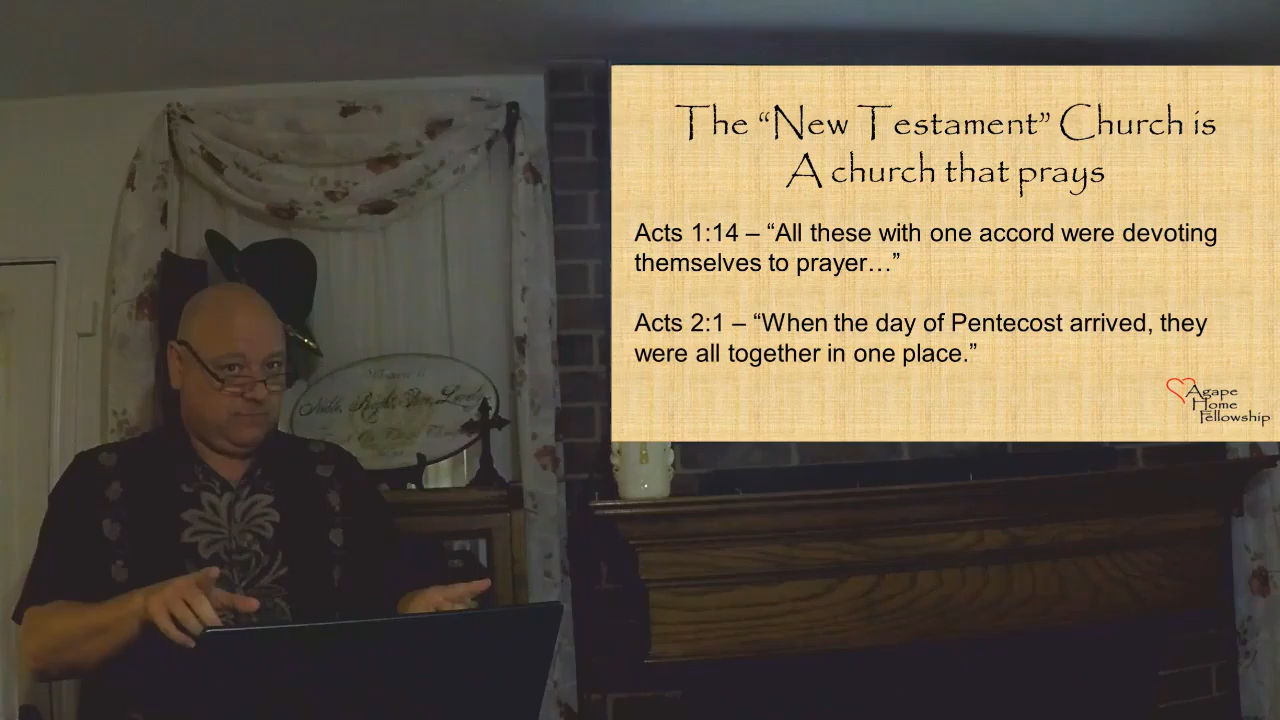 The “New Testament” Church is
A church that prays
Acts 1:14 – “All these with one accord were devoting
themselves to prayer…”
Acts 2:1 – “When the day of Pentecost arrived, they
were all together in one place.”
Agape
Home
Fellowship
Welcome to